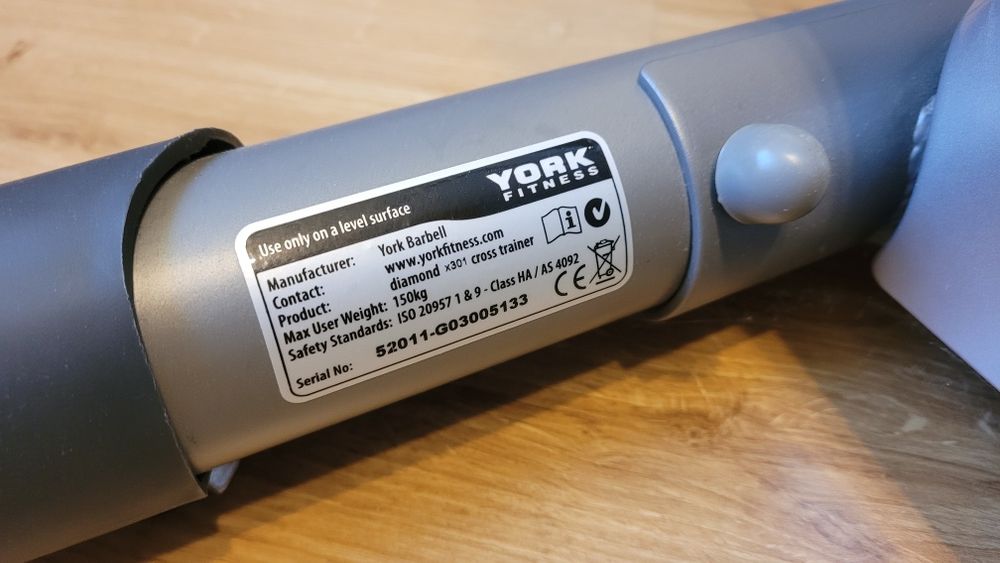 YORK
FITNESS
Use only on a level surface
Manufacturer: York Barbell
Contact: www.yorkfitness.com
Product: diamond x301 cross trainer
Max User Weight: 150kg
Safety Standards: ISO 20957 1 & 9 - Class HA / AS 4092
Serial No: 52011-G03005133
i
CE